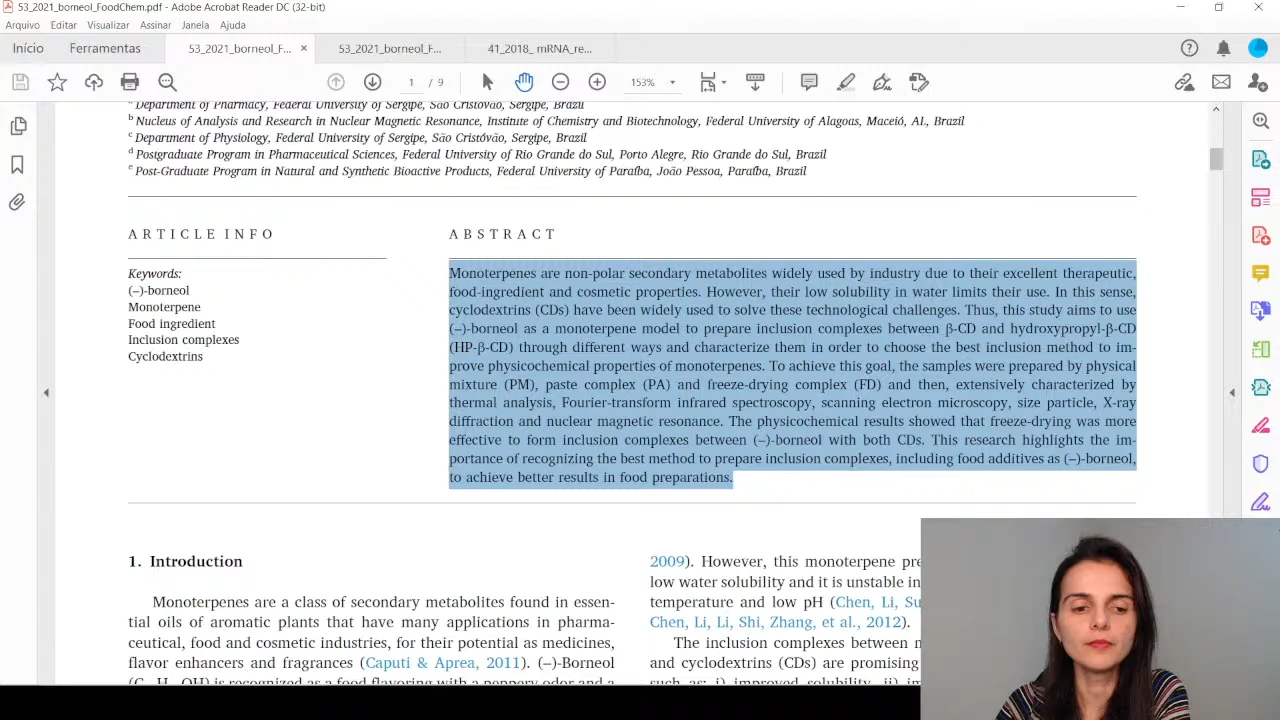 53_2021_borneol_FoodChem.pdf - Adobe Acrobat Reader DC (32-bit)
Arquivo Editar Visualizar Assinar Janela Ajuda
Início Ferramentas 53_2021_borneol_F... × 53_2021_borneol_F... 41_2018_ mRNA_re...
1 / 9 153%
a Department of Pharmacy, Federal University of Sergipe, São Cristóvão, Sergipe, Brazil
b Nucleus of Analysis and Research in Nuclear Magnetic Resonance, Institute of Chemistry and Biotechnology, Federal University of Alagoas, Maceió, AL, Brazil
c Department of Physiology, Federal University of Sergipe, São Cristóvão, Sergipe, Brazil
d Postgraduate Program in Pharmaceutical Sciences, Federal University of Rio Grande do Sul, Porto Alegre, Rio Grande do Sul, Brazil
e Post-Graduate Program in Natural and Synthetic Bioactive Products, Federal University of Paraíba, João Pessoa, Paraíba, Brazil
ARTICLE INFO
Keywords:
(–)-borneol
Monoterpene
Food ingredient
Inclusion complexes
Cyclodextrins
ABSTRACT
Monoterpenes are non-polar secondary metabolites widely used by industry due to their excellent therapeutic,
food-ingredient and cosmetic properties. However, their low solubility in water limits their use. In this sense,
cyclodextrins (CDs) have been widely used to solve these technological challenges. Thus, this study aims to use
(–)-borneol as a monoterpene model to prepare inclusion complexes between β-CD and hydroxypropyl-β-CD
(HP-β-CD) through different ways and characterize them in order to choose the best inclusion method to im-
prove physicochemical properties of monoterpenes. To achieve this goal, the samples were prepared by physical
mixture (PM), paste complex (PA) and freeze-drying complex (FD) and then, extensively characterized by
thermal analysis, Fourier-transform infrared spectroscopy, scanning electron microscopy, size particle, X-ray
diffraction and nuclear magnetic resonance. The physicochemical results showed that freeze-drying was more
effective to form inclusion complexes between (–)-borneol with both CDs. This research highlights the im-
portance of recognizing the best method to prepare inclusion complexes, including food additives as (–)-borneol,
to achieve better results in food preparations.
1. Introduction
Monoterpenes are a class of secondary metabolites found in essen-
tial oils of aromatic plants that have many applications in pharma-
ceutical, food and cosmetic industries, for their potential as medicines,
flavor enhancers and fragrances (Caputi & Aprea, 2011). (–)-Borneol
OH) is recognized as a food flavoring with a peppery odor and a
2009). However, this monoterpene pre
low water solubility and it is unstable in
temperature and low pH (Chen, Li, Su
Chen, Li, Li, Shi, Zhang, et al., 2012).
The inclusion complexes between
and cyclodextrins (CDs) are promising
such as: i) improved solubility, ii)